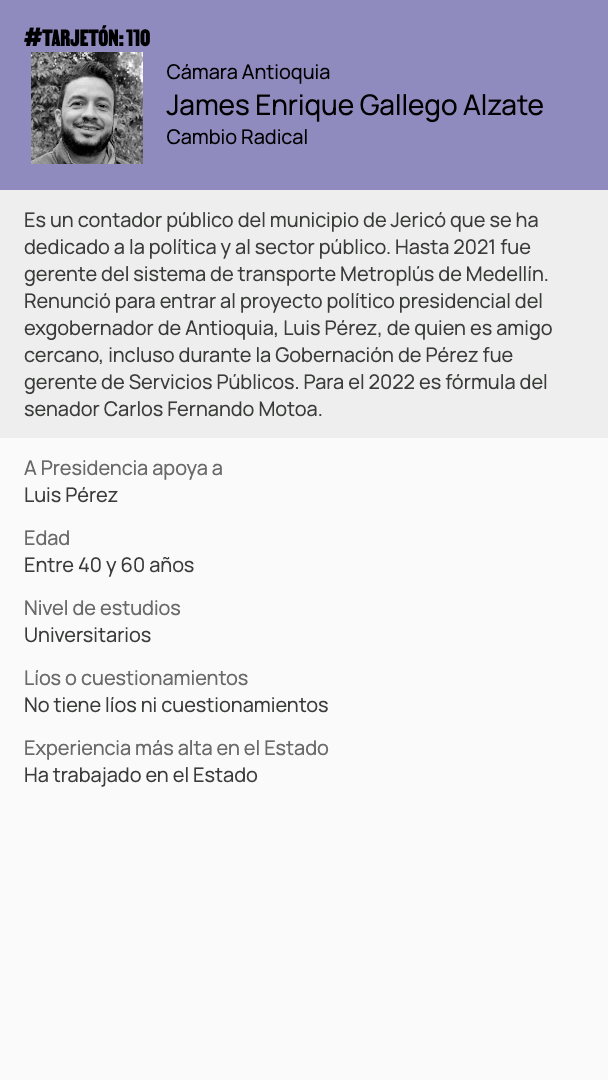 #TARJETÓN: 110
Cámara Antioquia
James Enrique Gallego Alzate
Cambio Radical
Es un contador público del municipio de Jericó que se ha
dedicado a la política y al sector público. Hasta 2021 fue
gerente del sistema de transporte Metroplús de Medellín.
Renunció para entrar al proyecto político presidencial del
exgobernador de Antioquia, Luis Pérez, de quien es amigo
cercano, incluso durante la Gobernación de Pérez fue
gerente de Servicios Públicos. Para el 2022 es fórmula del
senador Carlos Fernando Motoa.
A Presidencia apoya a
Luis Pérez
Edad
Entre 40 y 60 años
Nivel de estudios
Universitarios
Líos o cuestionamientos
No tiene líos ni cuestionamientos
Experiencia más alta en el Estado
Ha trabajado en el Estado